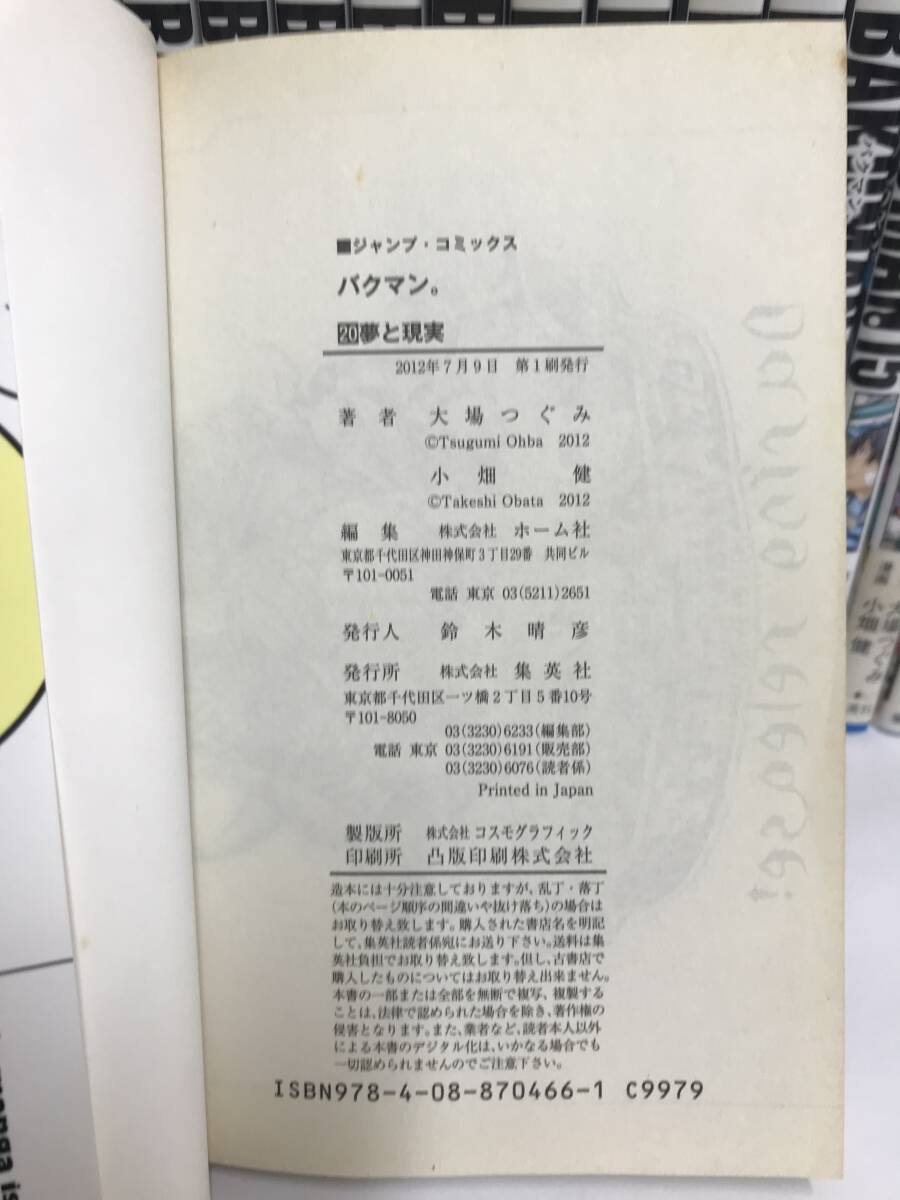 ■ジャンプ・コミックス
バクマン。
20夢と現実
2012年7月9日 第1刷発行
著者 大場つぐみ
©Tsugumi Ohba 2012
小畑 健
©Takeshi Obata 2012
編集 株式会社 ホーム社
東京都千代田区神田神保町3丁目29番 共同ビル
〒101-0051
電話 東京 03(5211)2651
発行人 鈴木晴彦
発行所 株式会社 集英社
東京都千代田区一ツ橋2丁目5番10号
〒101-8050
03(3230)6233(編集部)
電話 東京 03(3230)6191(販売部)
03(3230)6076(読者係)
Printed in Japan
製版所 株式会社 コスモグラフィック
印刷所 凸版印刷株式会社
造本には十分注意しておりますが、乱丁・落丁
(本のページ順序の間違いや抜け落ち)の場合は
お取り替え致します。購入された書店名を明記
して、集英社読者係宛にお送り下さい。送料は集
英社負担でお取り替え致します。但し、古書店で
購入したものについてはお取り替え出来ません。
本書の一部または全部を無断で複写、複製する
ことは、法律で認められた場合を除き、著作権の
侵害となります。また、業者など、読者本人以外
による本書のデジタル化は、いかなる場合でも
一切認められませんのでご注意下さい。
ISBN978-4-08-870466-1 C9979
BAKUMAN。
バクマン。
15
小畑 健
大場つぐみ
manga is